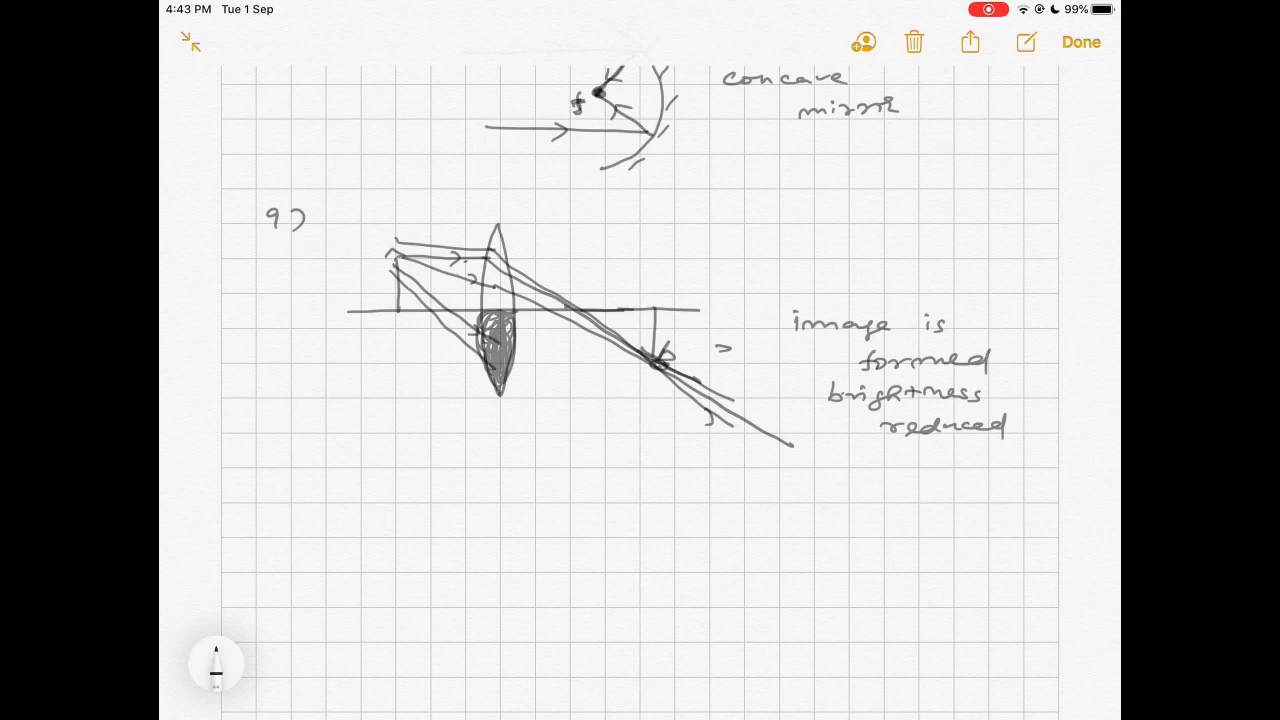 4:43 PM Tue 1 Sep
99%
Done
concave
mirror
f
9)
image is
formed
brightness
reduced